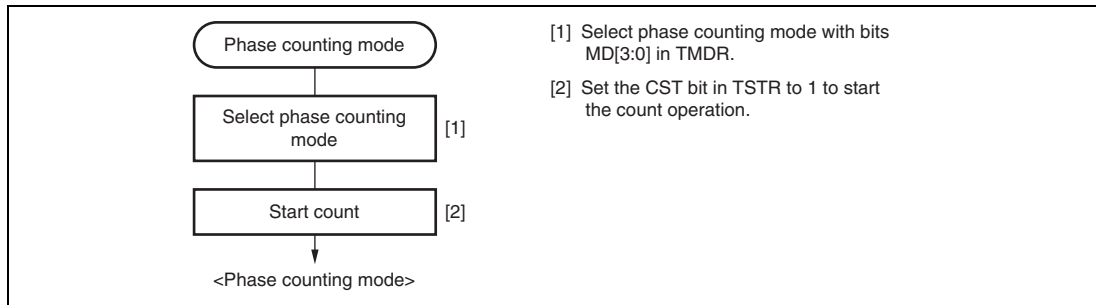 Phase counting mode
Select phase counting
mode
[1]
Start count
[2]
<Phase counting mode>
[1] Select phase counting mode with bits
MD[3:0] in TMDR.
[2] Set the CST bit in TSTR to 1 to start
the count operation.